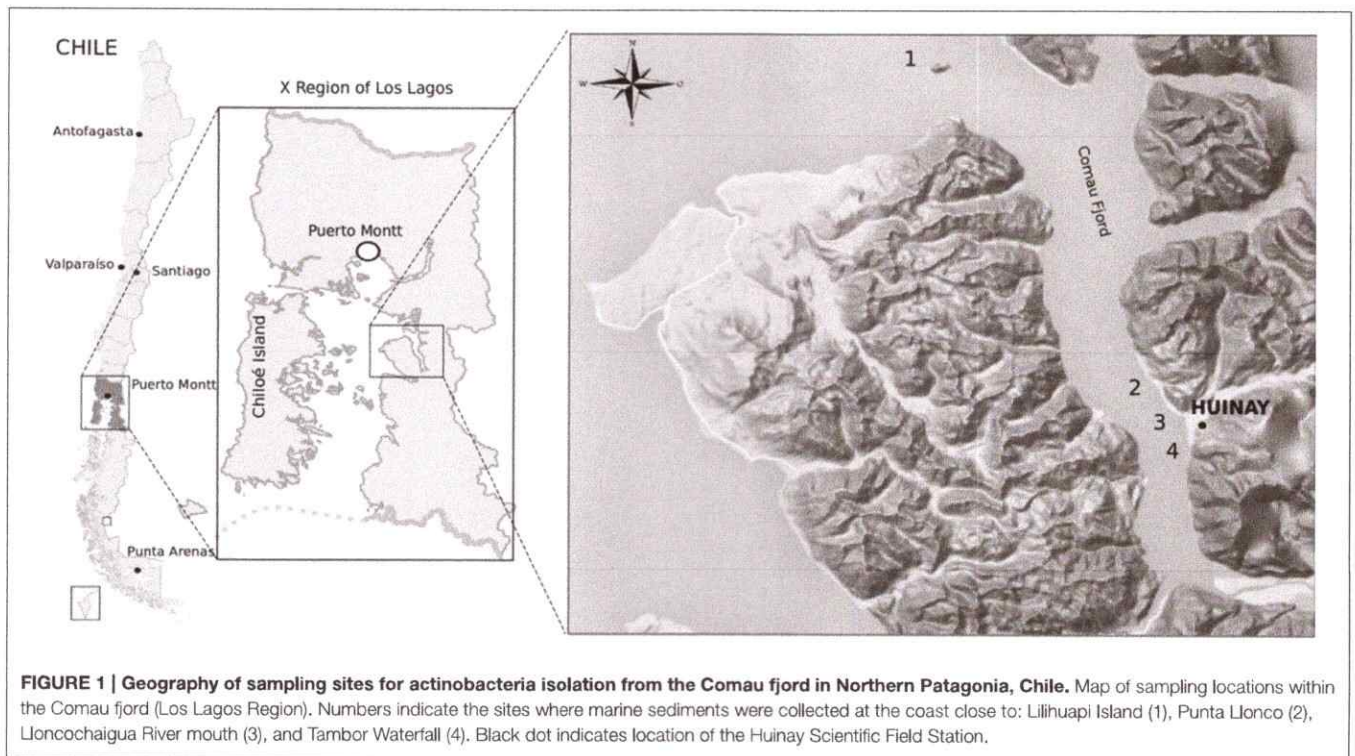 CHILE
Antofagasta
Valparaíso
Santiago
Puerto Montt
Punta Arenas
X Region of Los Lagos
Puerto Montt
Chiloé Island
N
W
O
S
1
Comau Fjord
2
HUINAY
3
4
FIGURE 1 | Geography of sampling sites for actinobacteria isolation from the Comau fjord in Northern Patagonia, Chile. Map of sampling locations within
the Comau fjord (Los Lagos Region). Numbers indicate the sites where marine sediments were collected at the coast close to: Lilihuapi Island (1), Punta Llonco (2),
Lloncochaigua River mouth (3), and Tambor Waterfall (4). Black dot indicates location of the Huinay Scientific Field Station.